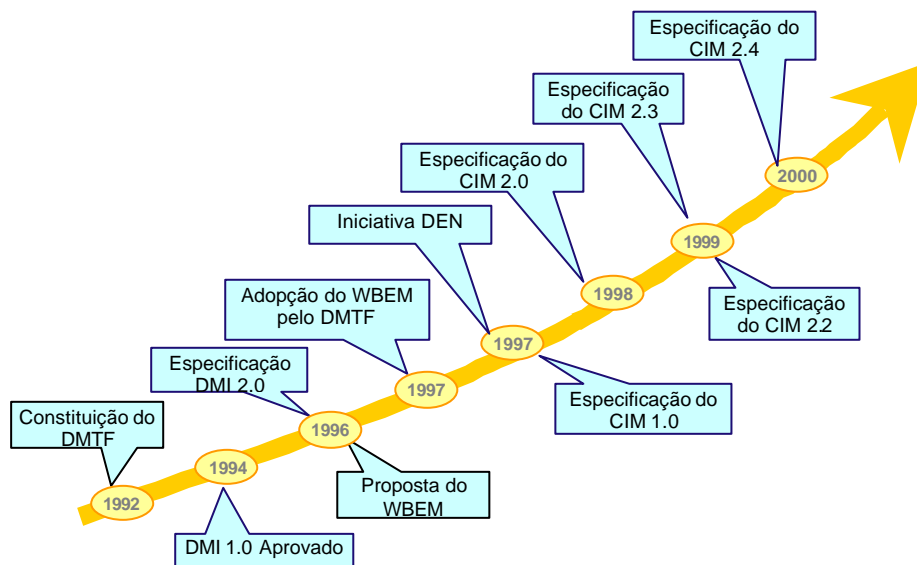 Especificação do
CIM 2.4
Especificação
do CIM 2.3
Especificação do
CIM 2.0
Iniciativa DEN
Adopção do WBEM
pelo DMTF
Especificação
DMI 2.0
Constituição do
DMTF
2000
1999
1998
1997
1997
1996
1994
1992
Especificação
do CIM 2.2
Especificação do
CIM 1.0
Proposta do
WBEM
DMI 1.0 Aprovado